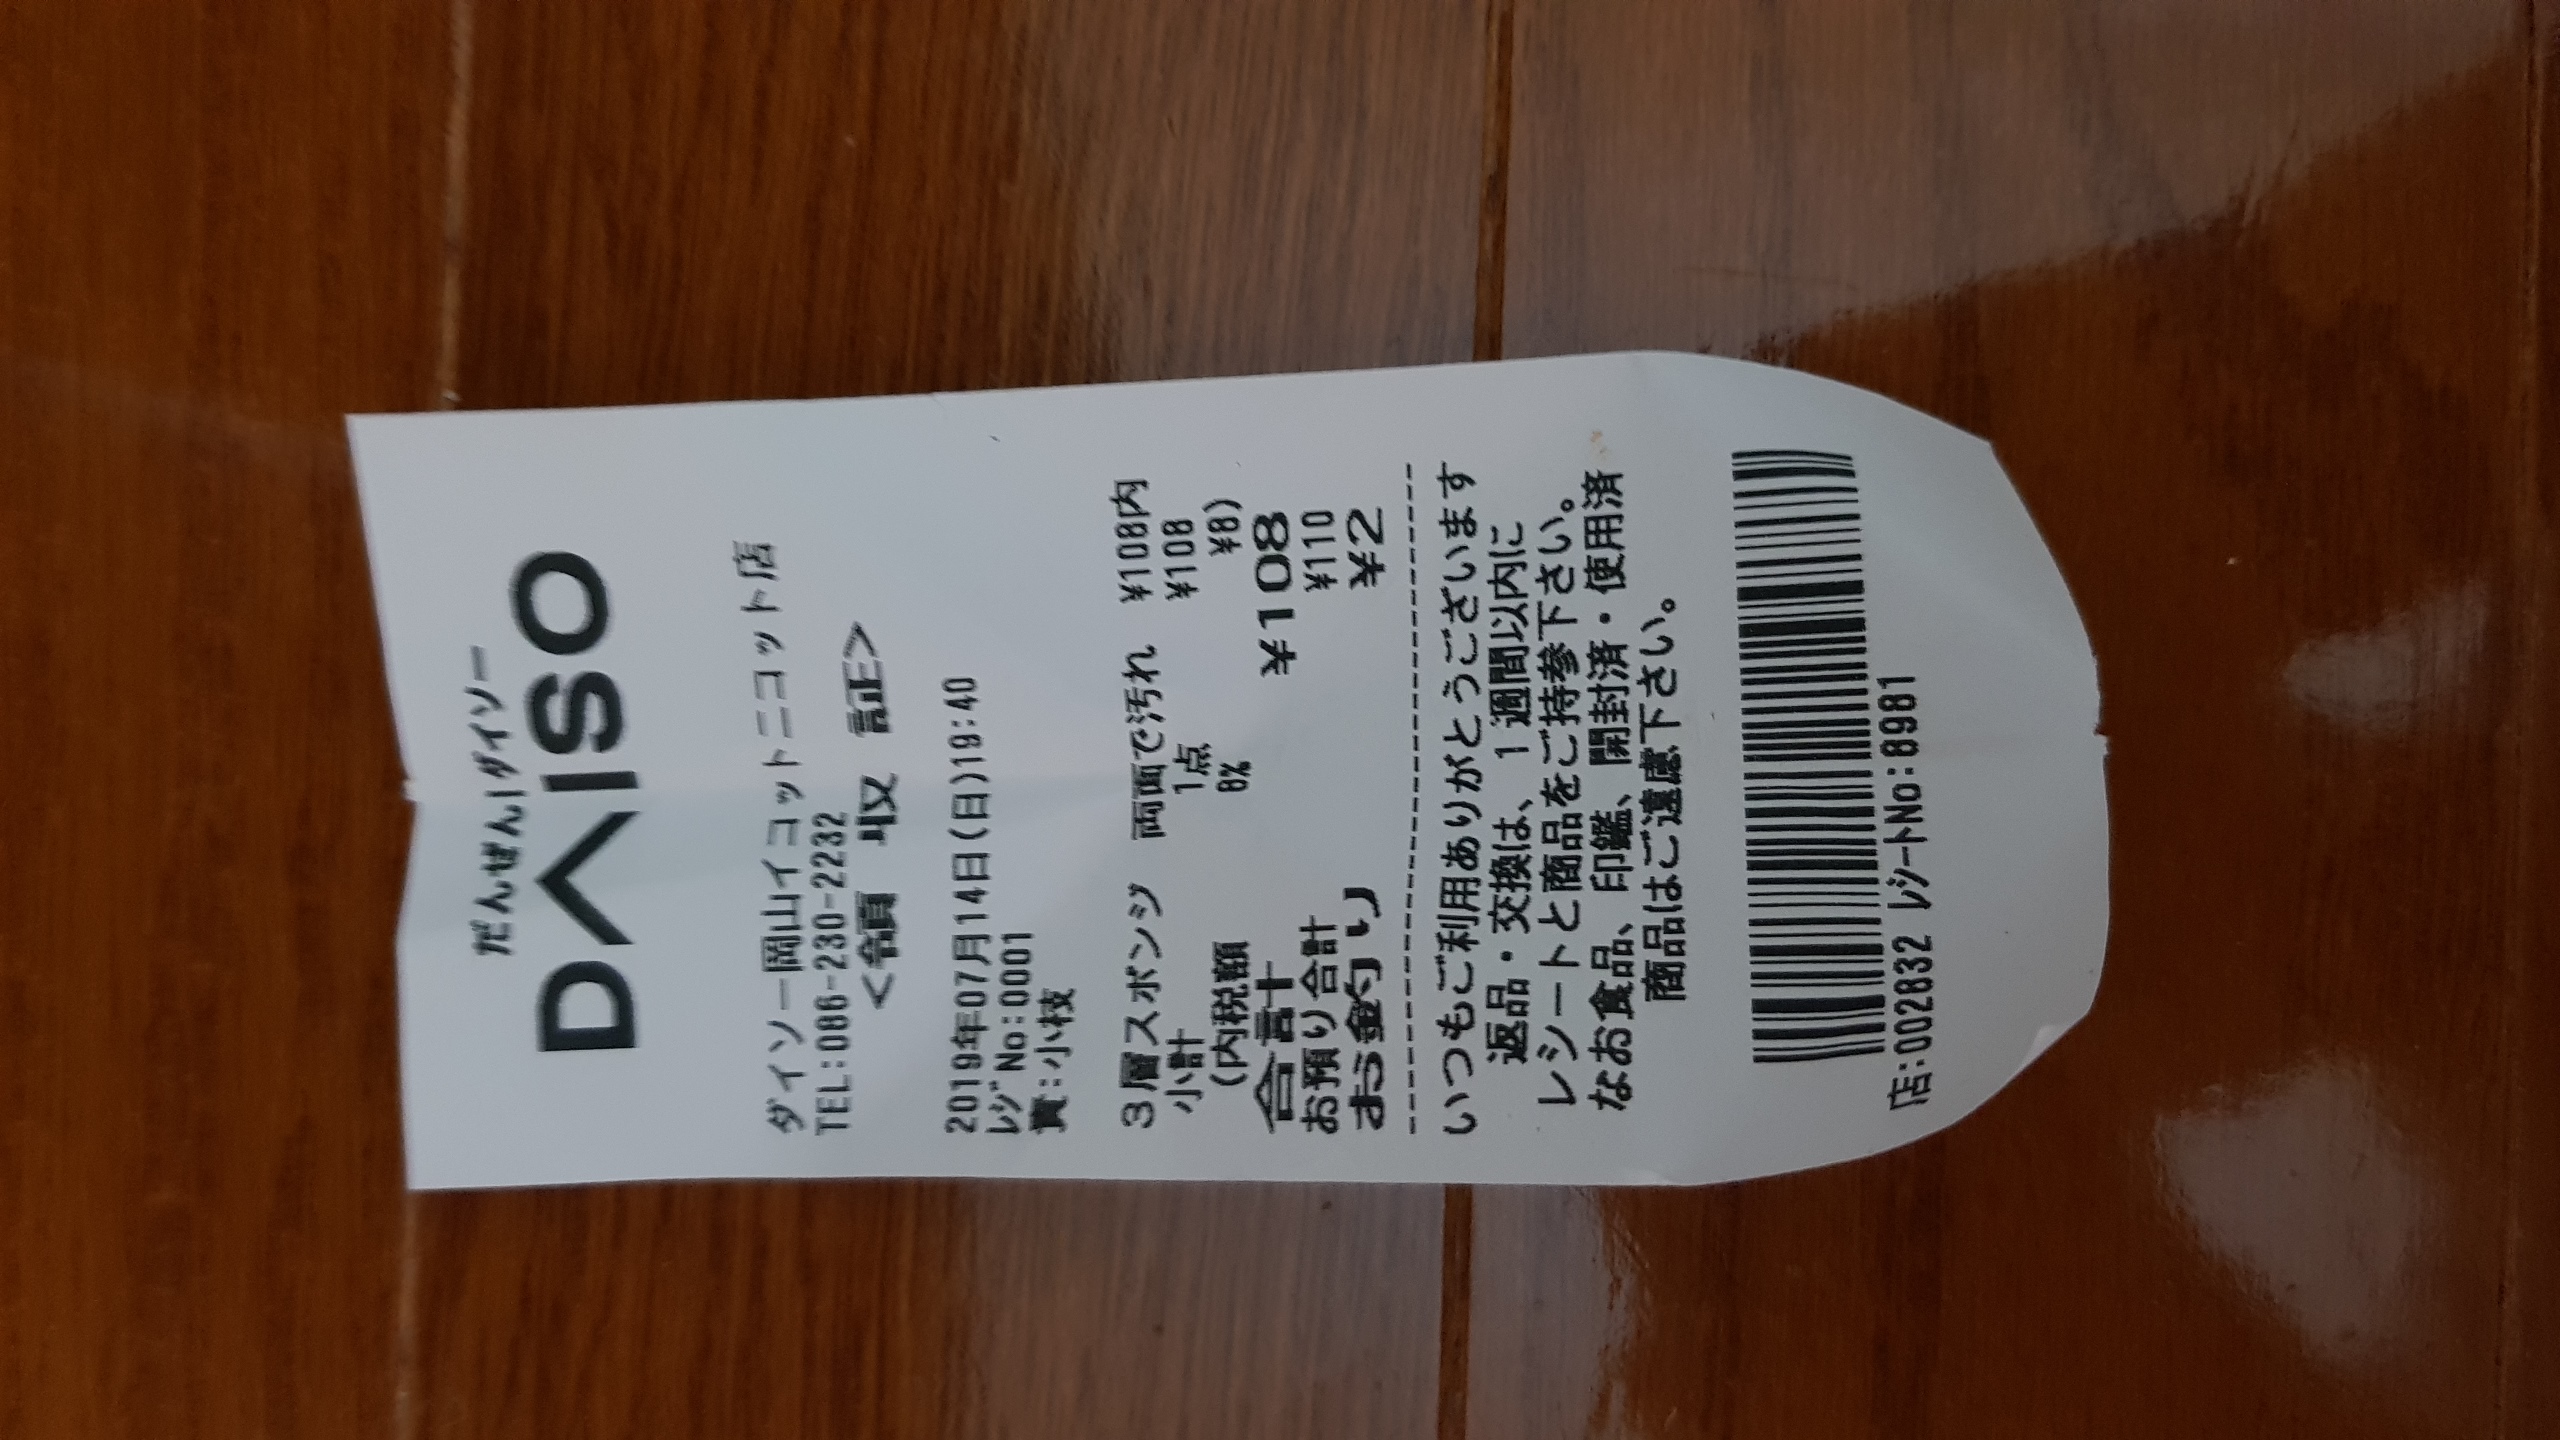 だんぜん!ダイソー
DAISO
ダイソー岡山イコットニコット店
TEL:086-230-2232
<領 収 証>
2019年07月14日(日)19:40
ﾚｼﾞNo:0001
責:小枝
3層スポンジ 両面で汚れ ¥108内
小計 1点 ¥108
(内税額 8% ¥8)
合計 ¥108
お預り合計 ¥110
お釣り ¥2
--------------------------------
いつもご利用ありがとうございます
返品・交換は、1週間以内に
レシートと商品をご持参下さい。
なお食品、印鑑、開封済・使用済
商品はご遠慮下さい。
店:002832 ﾚｼｰﾄNo:8981